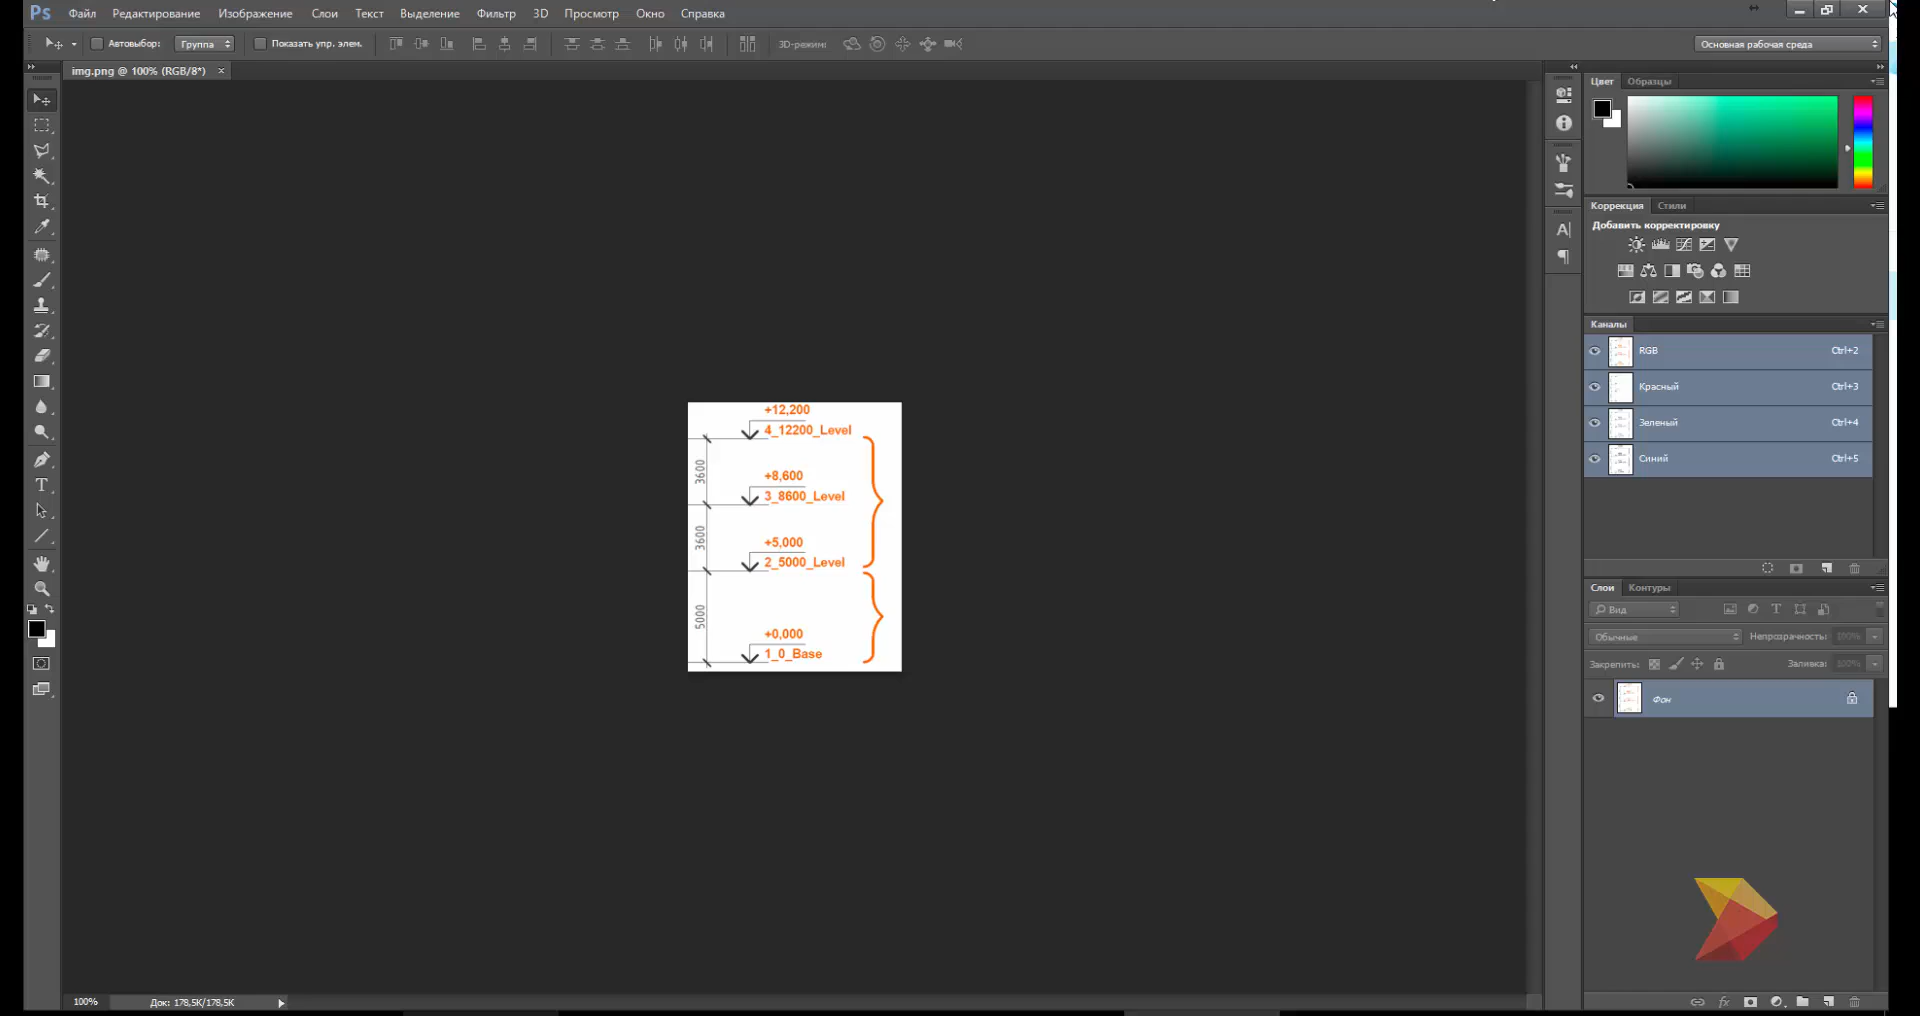 Ps Файл Редактирование Изображение Слои Текст Выделение Фильтр 3D Просмотр Окно Справка
Автовыбор: Группа Показать упр. элем. 3D-режим: Основная рабочая среда
img.png @ 100% (RGB/8*) ×
Цвет Образцы
Коррекция Стили
Добавить корректировку
Каналы
RGB Ctrl+2
Красный Ctrl+3
Зеленый Ctrl+4
Синий Ctrl+5
+12,200
4_12200_Level
3600
+8,600
3_8600_Level
3600
+5,000
2_5000_Level
5000
+0,000
1_0_Base
Слои Контуры
Вид
Обычные Непрозрачность: 100%
Закрепить: Заливка: 100%
Фон
100% Док: 178,5K/178,5K